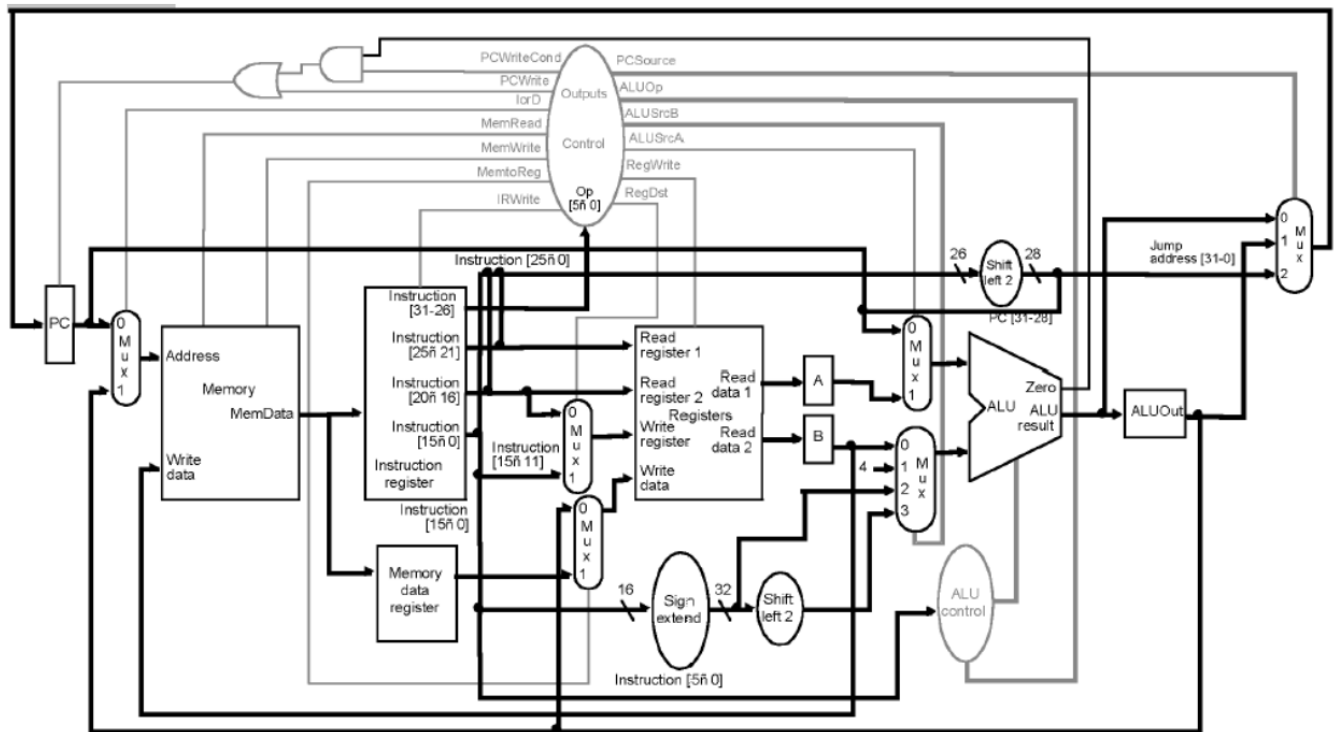 PCWriteCond
PCWrite
IorD
MemRead
MemWrite
MemtoReg
IRWrite
Outputs
Control
Op
[5ñ 0]
PCSource
ALUOp
ALUSrcB
ALUSrcA
RegWrite
RegDst
PC
0
M
u
x
1
Address
Memory
MemData
Write
data
Instruction [25ñ 0]
Instruction
[31-26]
Instruction
[25ñ 21]
Instruction
[20ñ 16]
Instruction
[15ñ 0]
Instruction
register
Instruction
[15ñ 0]
Memory
data
register
0
M
u
x
1
Instruction
[15ñ 11]
0
M
u
x
1
Read
register 1
Read
register 2
Registers
Write
register
Write
data
Read
data 1
Read
data 2
16
Sign
extend
32
Shift
left 2
Instruction [5ñ 0]
A
B
4
0
M
u
x
1
0
1
2
3
M
u
x
26
Shift
left 2
28
PC [31-28]
Jump
address [31-0]
Zero
ALU
ALU
result
ALU
control
ALUOut
0
1
2
M
u
x